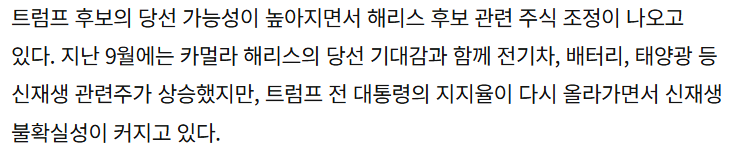 트럼프 후보의 당선 가능성이 높아지면서 해리스 후보 관련 주식 조정이 나오고
있다. 지난 9월에는 카멀라 해리스의 당선 기대감과 함께 전기차, 배터리, 태양광 등
신재생 관련주가 상승했지만, 트럼프 전 대통령의 지지율이 다시 올라가면서 신재생
불확실성이 커지고 있다.